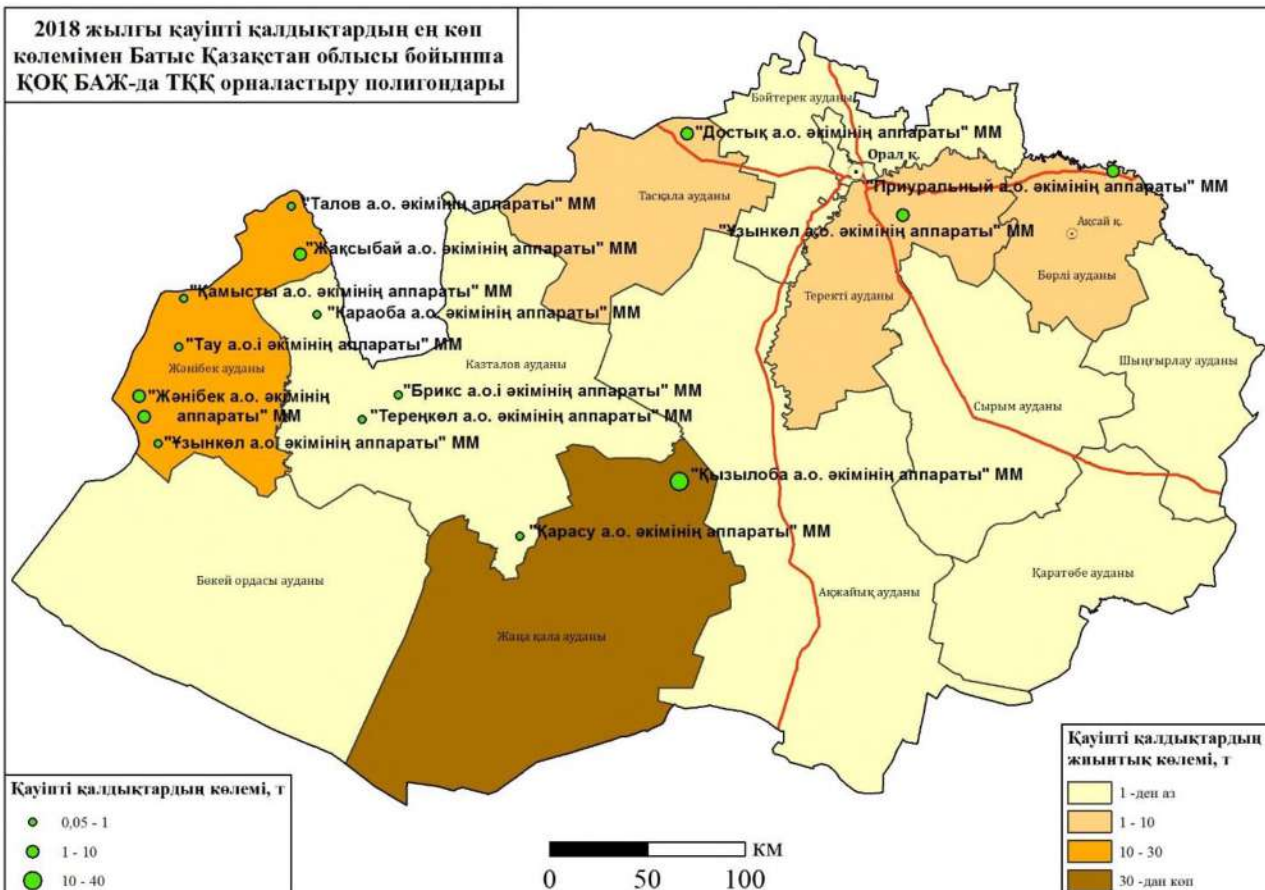 2018 жылғы қауіпті қалдықтардың ең көп
көлемімен Батыс Қазақстан облысы бойынша
ҚОҚ БАЖ-да ТҚҚ орналастыру полигондары
Бәйтерек ауданы
"Достық а.о. әкімінің аппараты" ММ
Орал қ.
"Приуральный а.о. әкімінің аппараты" ММ
Тасқала ауданы
"Талов а.о. әкімінің аппараты" ММ
Ақсай қ.
"Ұзынкөл а.о. әкімінің аппараты" ММ
"Жақсыбай а.о. әкімінің аппараты" ММ
Бөрлі ауданы
"Қамысты а.о. әкімінің аппараты" ММ
Теректі ауданы
"Караоба а.о. әкімінің аппараты" ММ
"Тау а.о.і әкімінің аппараты" ММ
Шыңғырлау ауданы
Жәнібек ауданы
Казталов ауданы
"Жәнібек а.о. әкімінің
аппараты" ММ
"Брикс а.о.і әкімінің аппараты" ММ
Сырым ауданы
"Тереңкөл а.о. әкімінің аппараты" ММ
"Ұзынкөл а.о.і әкімінің аппараты" ММ
"Қызылоба а.о. әкімінің аппараты" ММ
"Қарасу а.о. әкімінің аппараты" ММ
Бөкей ордасы ауданы
Қаратөбе ауданы
Ақжайық ауданы
Жаңа қала ауданы
Қауіпті қалдықтардың көлемі, т
0,05 - 1
1 - 10
10 - 40
КМ
0 50 100
Қауіпті қалдықтардың
жиынтық көлемі, т
1 -ден аз
1 - 10
10 - 30
30 -дан көп